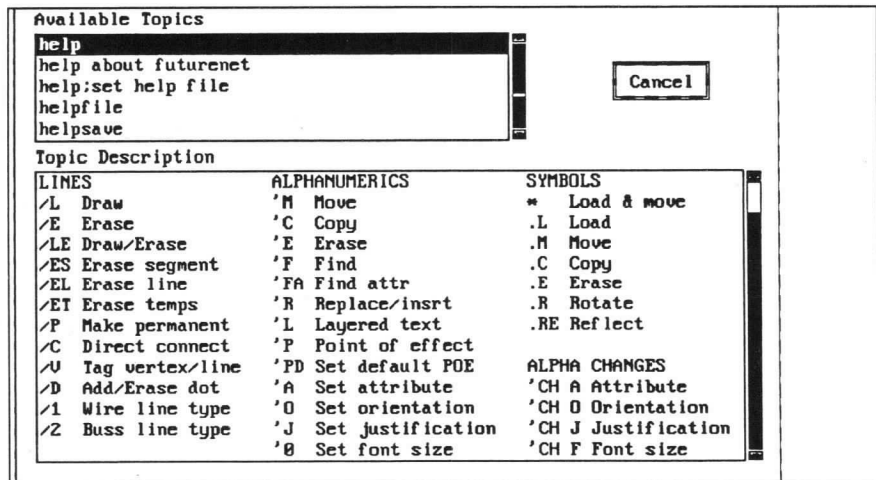 Available Topics
help
help about futurenet
help;set help file
helpfile
helpsave
Cancel
Topic Description
LINES
/L Draw
/E Erase
/LE Draw/Erase
/ES Erase segment
/EL Erase line
/ET Erase temps
/P Make permanent
/C Direct connect
/V Tag vertex/line
/D Add/Erase dot
/1 Wire line type
/2 Buss line type
ALPHANUMERICS
'M Move
'C Copy
'E Erase
'F Find
'FA Find attr
'R Replace/insrt
'L Layered text
'P Point of effect
'PD Set default POE
'A Set attribute
'O Set orientation
'J Set justification
'0 Set font size
SYMBOLS
* Load & move
.L Load
.M Move
.C Copy
.E Erase
.R Rotate
.RE Reflect
ALPHA CHANGES
'CH A Attribute
'CH O Orientation
'CH J Justification
'CH F Font size